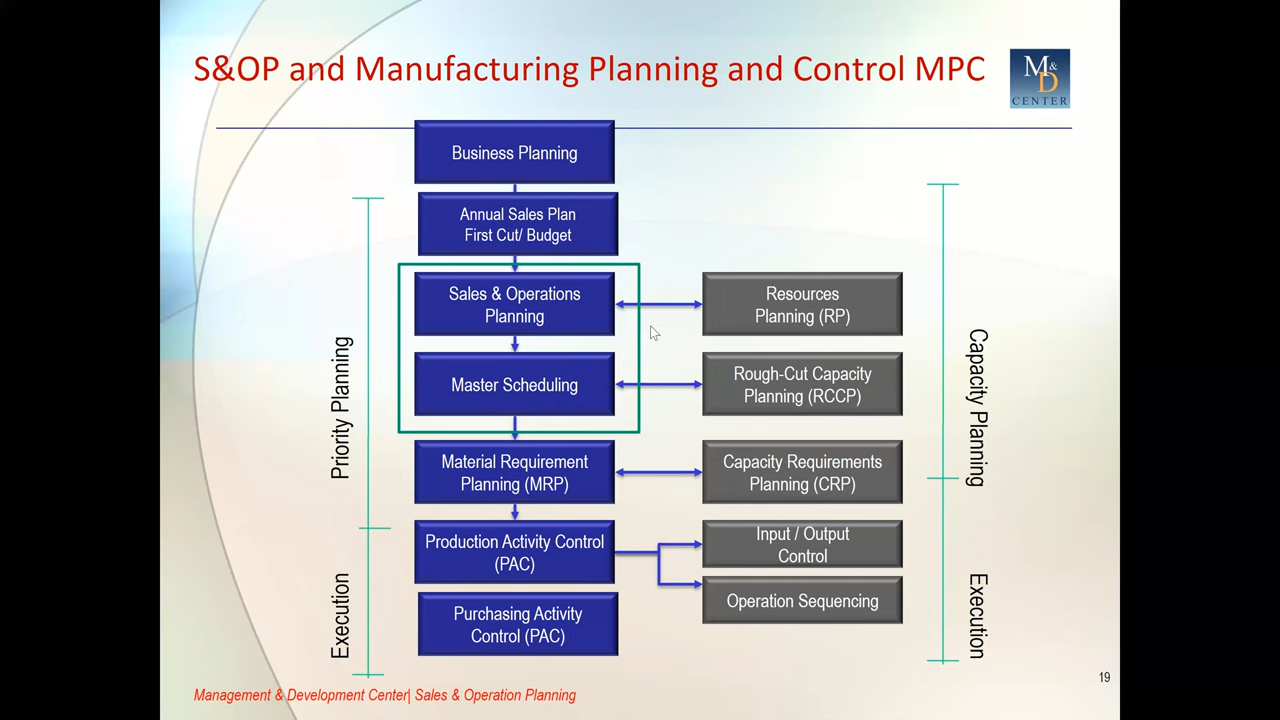 S&OP and Manufacturing Planning and Control MPC
M&D
CENTER
Business Planning
Annual Sales Plan
First Cut/ Budget
Sales & Operations
Planning
Resources
Planning (RP)
Master Scheduling
Rough-Cut Capacity
Planning (RCCP)
Material Requirement
Planning (MRP)
Capacity Requirements
Planning (CRP)
Production Activity Control
(PAC)
Input / Output
Control
Operation Sequencing
Purchasing Activity
Control (PAC)
Priority Planning
Execution
Capacity Planning
Execution
Management & Development Center| Sales & Operation Planning
19